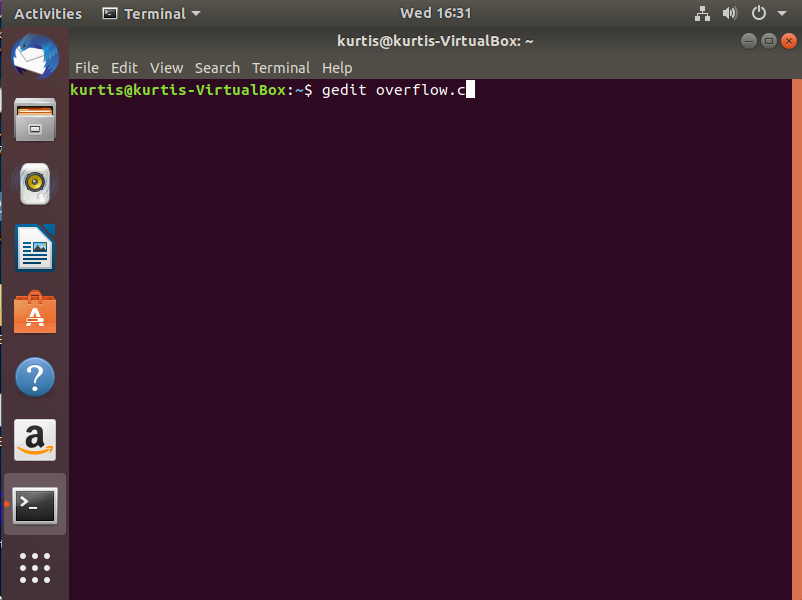 Activities Terminal Wed 16:31
kurtis@kurtis-VirtualBox: ~
File Edit View Search Terminal Help
kurtis@kurtis-VirtualBox:~$ gedit overflow.c